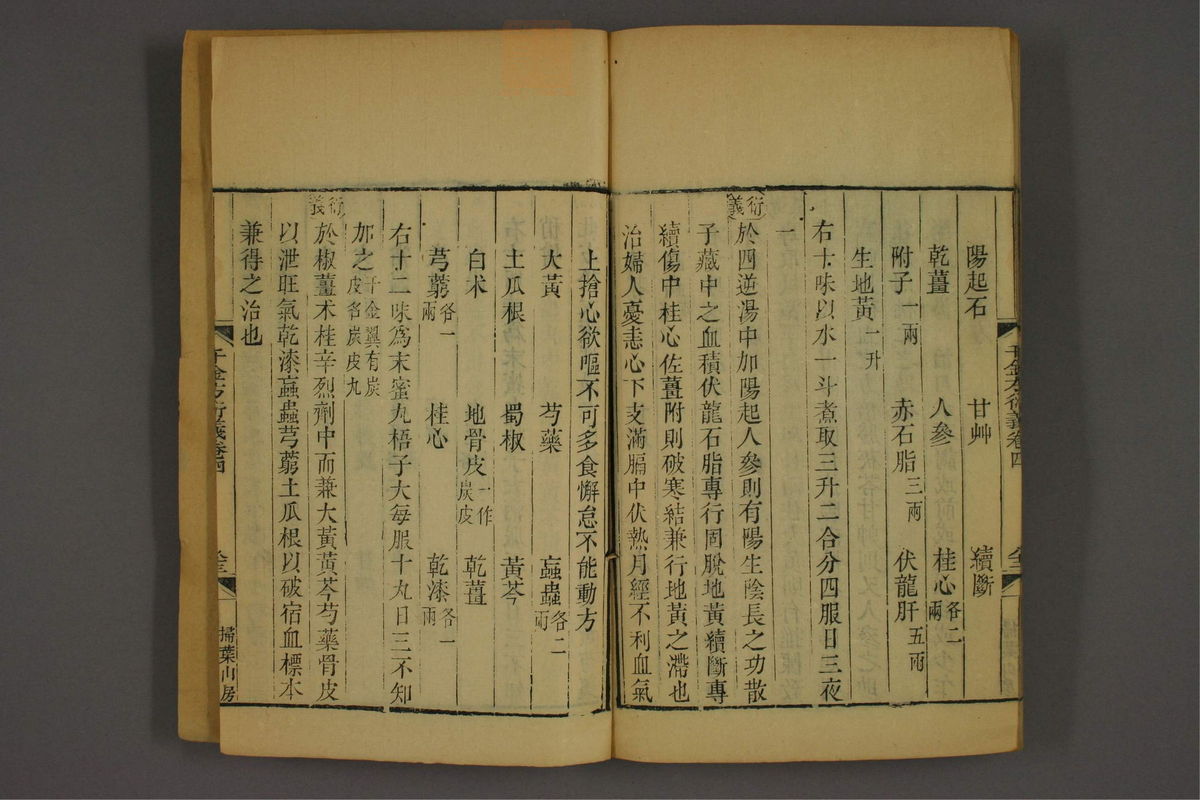 陽起石 甘艸 續斷
乾薑 人參 桂心各二兩
附子一兩 赤石脂三兩 伏龍肝五兩
生地黃一升
右十味以水一斗煮取三升二合分四服日三夜
一
衍義
於四逆湯中加陽起人參則有陽生陰長之功散
子藏中之血積伏龍石脂專行固脫地黃續斷專
續傷中桂心佐薑附則破寒結兼行地黃之滯也
治婦人憂恚心下支滿膈中伏熱月經不利血氣
上搶心欲嘔不可多食懈怠不能動方
大黃 芍藥 蝱蟲各二兩
土瓜根 蜀椒 黃芩
白朮 地骨皮一作炭皮 乾薑
芎藭各一兩 桂心 乾漆各一兩
右十二味為末蜜丸梧子大每服十丸日三不知
加之千金翼有炭皮名炭皮丸
衍義
於椒薑朮桂辛烈劑中而兼大黃黃芩芍藥骨皮
以泄旺氣乾漆蝱蟲芎藭土瓜根以破宿血標本
兼得之治也
千金方衍義卷四
掃葉山房